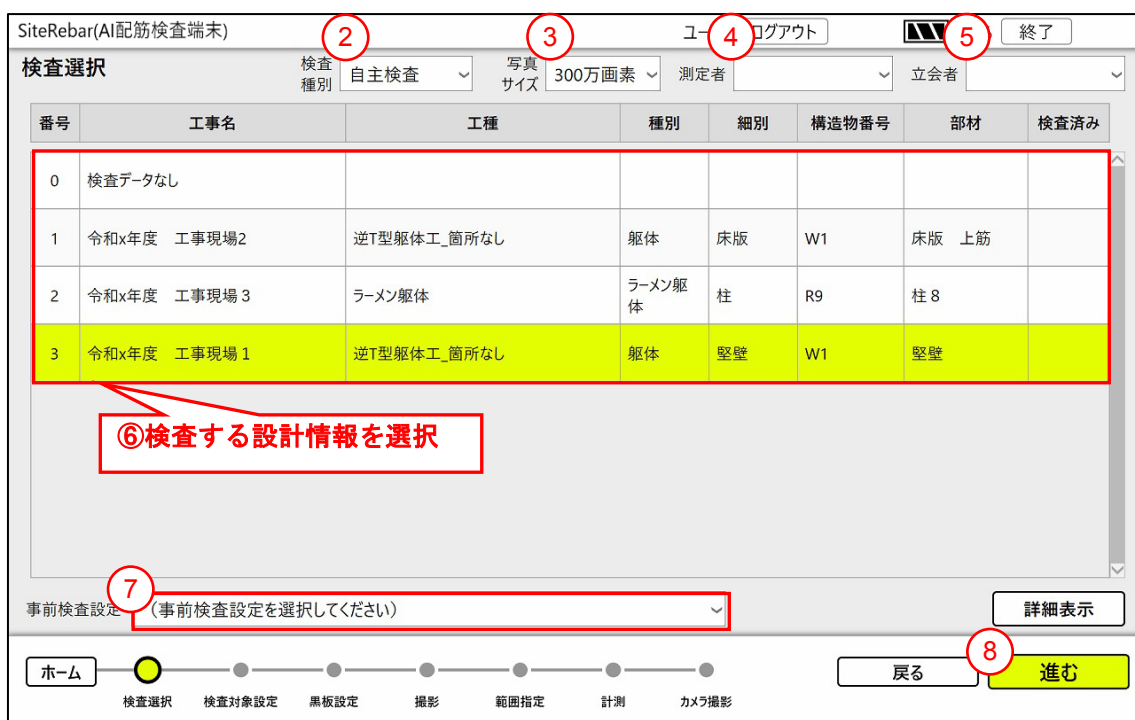 SiteRebar(AI配筋検査端末)
ユー
ログアウト
終了
② ③ ④ ⑤
検査選択
検査種別
自主検査
写真サイズ
300万画素
測定者
立会者
番号 工事名 工種 種別 細別 構造物番号 部材 検査済み
0 検査データなし
1 令和x年度　工事現場2 逆T型躯体工_箇所なし 躯体 床版 W1 床版　上筋
2 令和x年度　工事現場３ ラーメン躯体 ラーメン躯体 柱 R9 柱８
3 令和x年度　工事現場１ 逆T型躯体工_箇所なし 躯体 堅壁 W1 堅壁
⑥検査する設計情報を選択
⑦
事前検査設定
(事前検査設定を選択してください)
詳細表示
⑧
ホーム
戻る
進む
検査選択 検査対象設定 黒板設定 撮影 範囲指定 計測 カメラ撮影